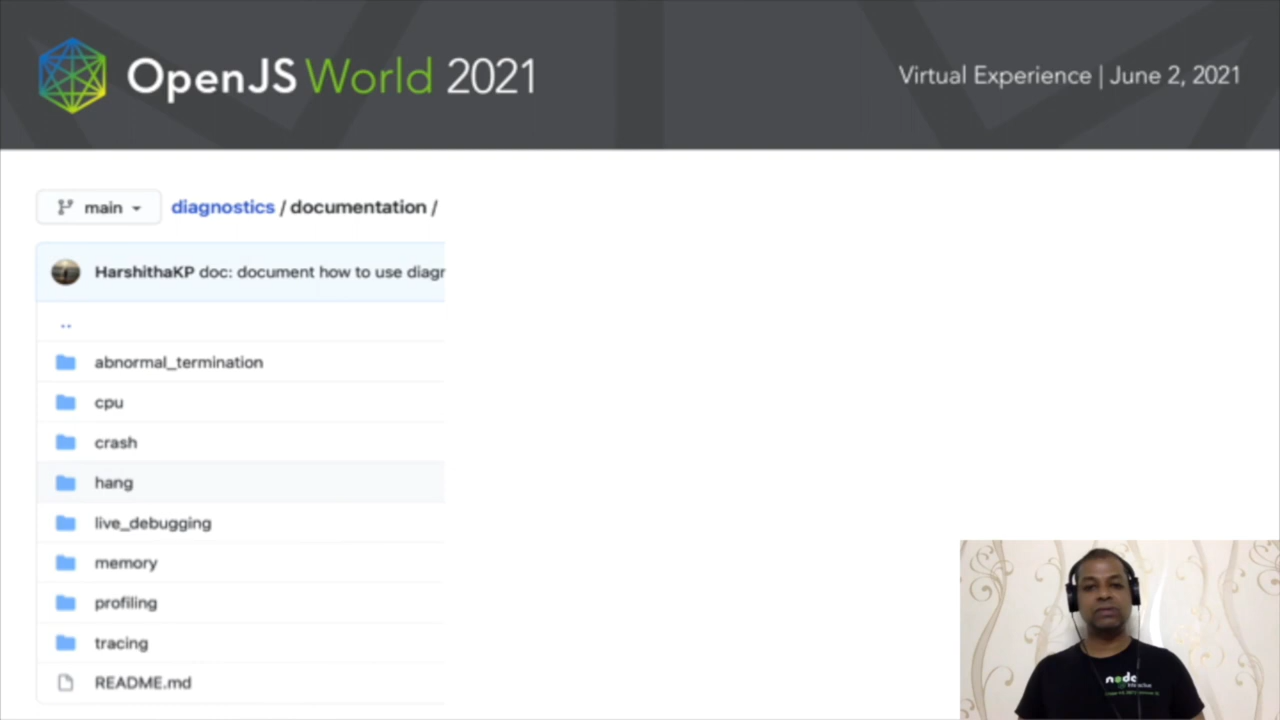 OpenJS World 2021
Virtual Experience | June 2, 2021
main
diagnostics / documentation /
HarshithaKP doc: document how to use diagr
..
abnormal_termination
cpu
crash
hang
live_debugging
memory
profiling
tracing
README.md
node